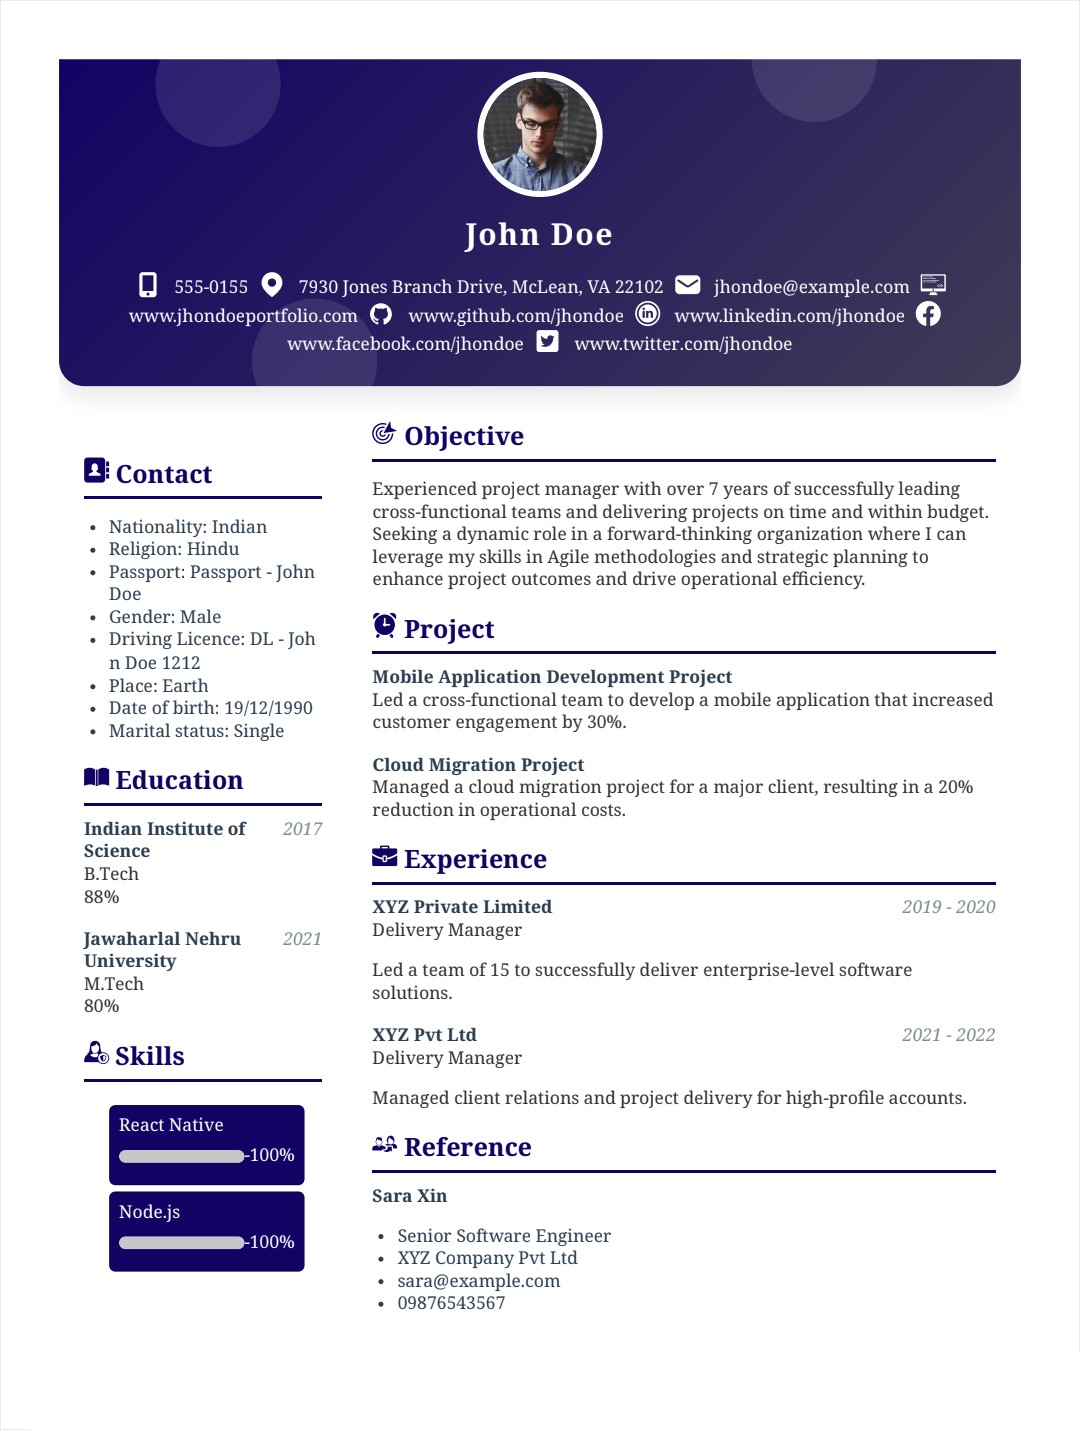 John Doe
555-0155 7930 Jones Branch Drive, McLean, VA 22102 jhondoe@example.com
www.jhondoeportfolio.com www.github.com/jhondoe www.linkedin.com/jhondoe
www.facebook.com/jhondoe www.twitter.com/jhondoe
Contact
• Nationality: Indian
• Religion: Hindu
• Passport: Passport - John
Doe
• Gender: Male
• Driving Licence: DL - Joh
n Doe 1212
• Place: Earth
• Date of birth: 19/12/1990
• Marital status: Single
Education
Indian Institute of 2017
Science
B.Tech
88%
Jawaharlal Nehru 2021
University
M.Tech
80%
Skills
React Native
-100%
Node.js
-100%
Objective
Experienced project manager with over 7 years of successfully leading
cross-functional teams and delivering projects on time and within budget.
Seeking a dynamic role in a forward-thinking organization where I can
leverage my skills in Agile methodologies and strategic planning to
enhance project outcomes and drive operational efficiency.
Project
Mobile Application Development Project
Led a cross-functional team to develop a mobile application that increased
customer engagement by 30%.
Cloud Migration Project
Managed a cloud migration project for a major client, resulting in a 20%
reduction in operational costs.
Experience
XYZ Private Limited 2019 - 2020
Delivery Manager
Led a team of 15 to successfully deliver enterprise-level software
solutions.
XYZ Pvt Ltd 2021 - 2022
Delivery Manager
Managed client relations and project delivery for high-profile accounts.
Reference
Sara Xin
• Senior Software Engineer
• XYZ Company Pvt Ltd
• sara@example.com
• 09876543567